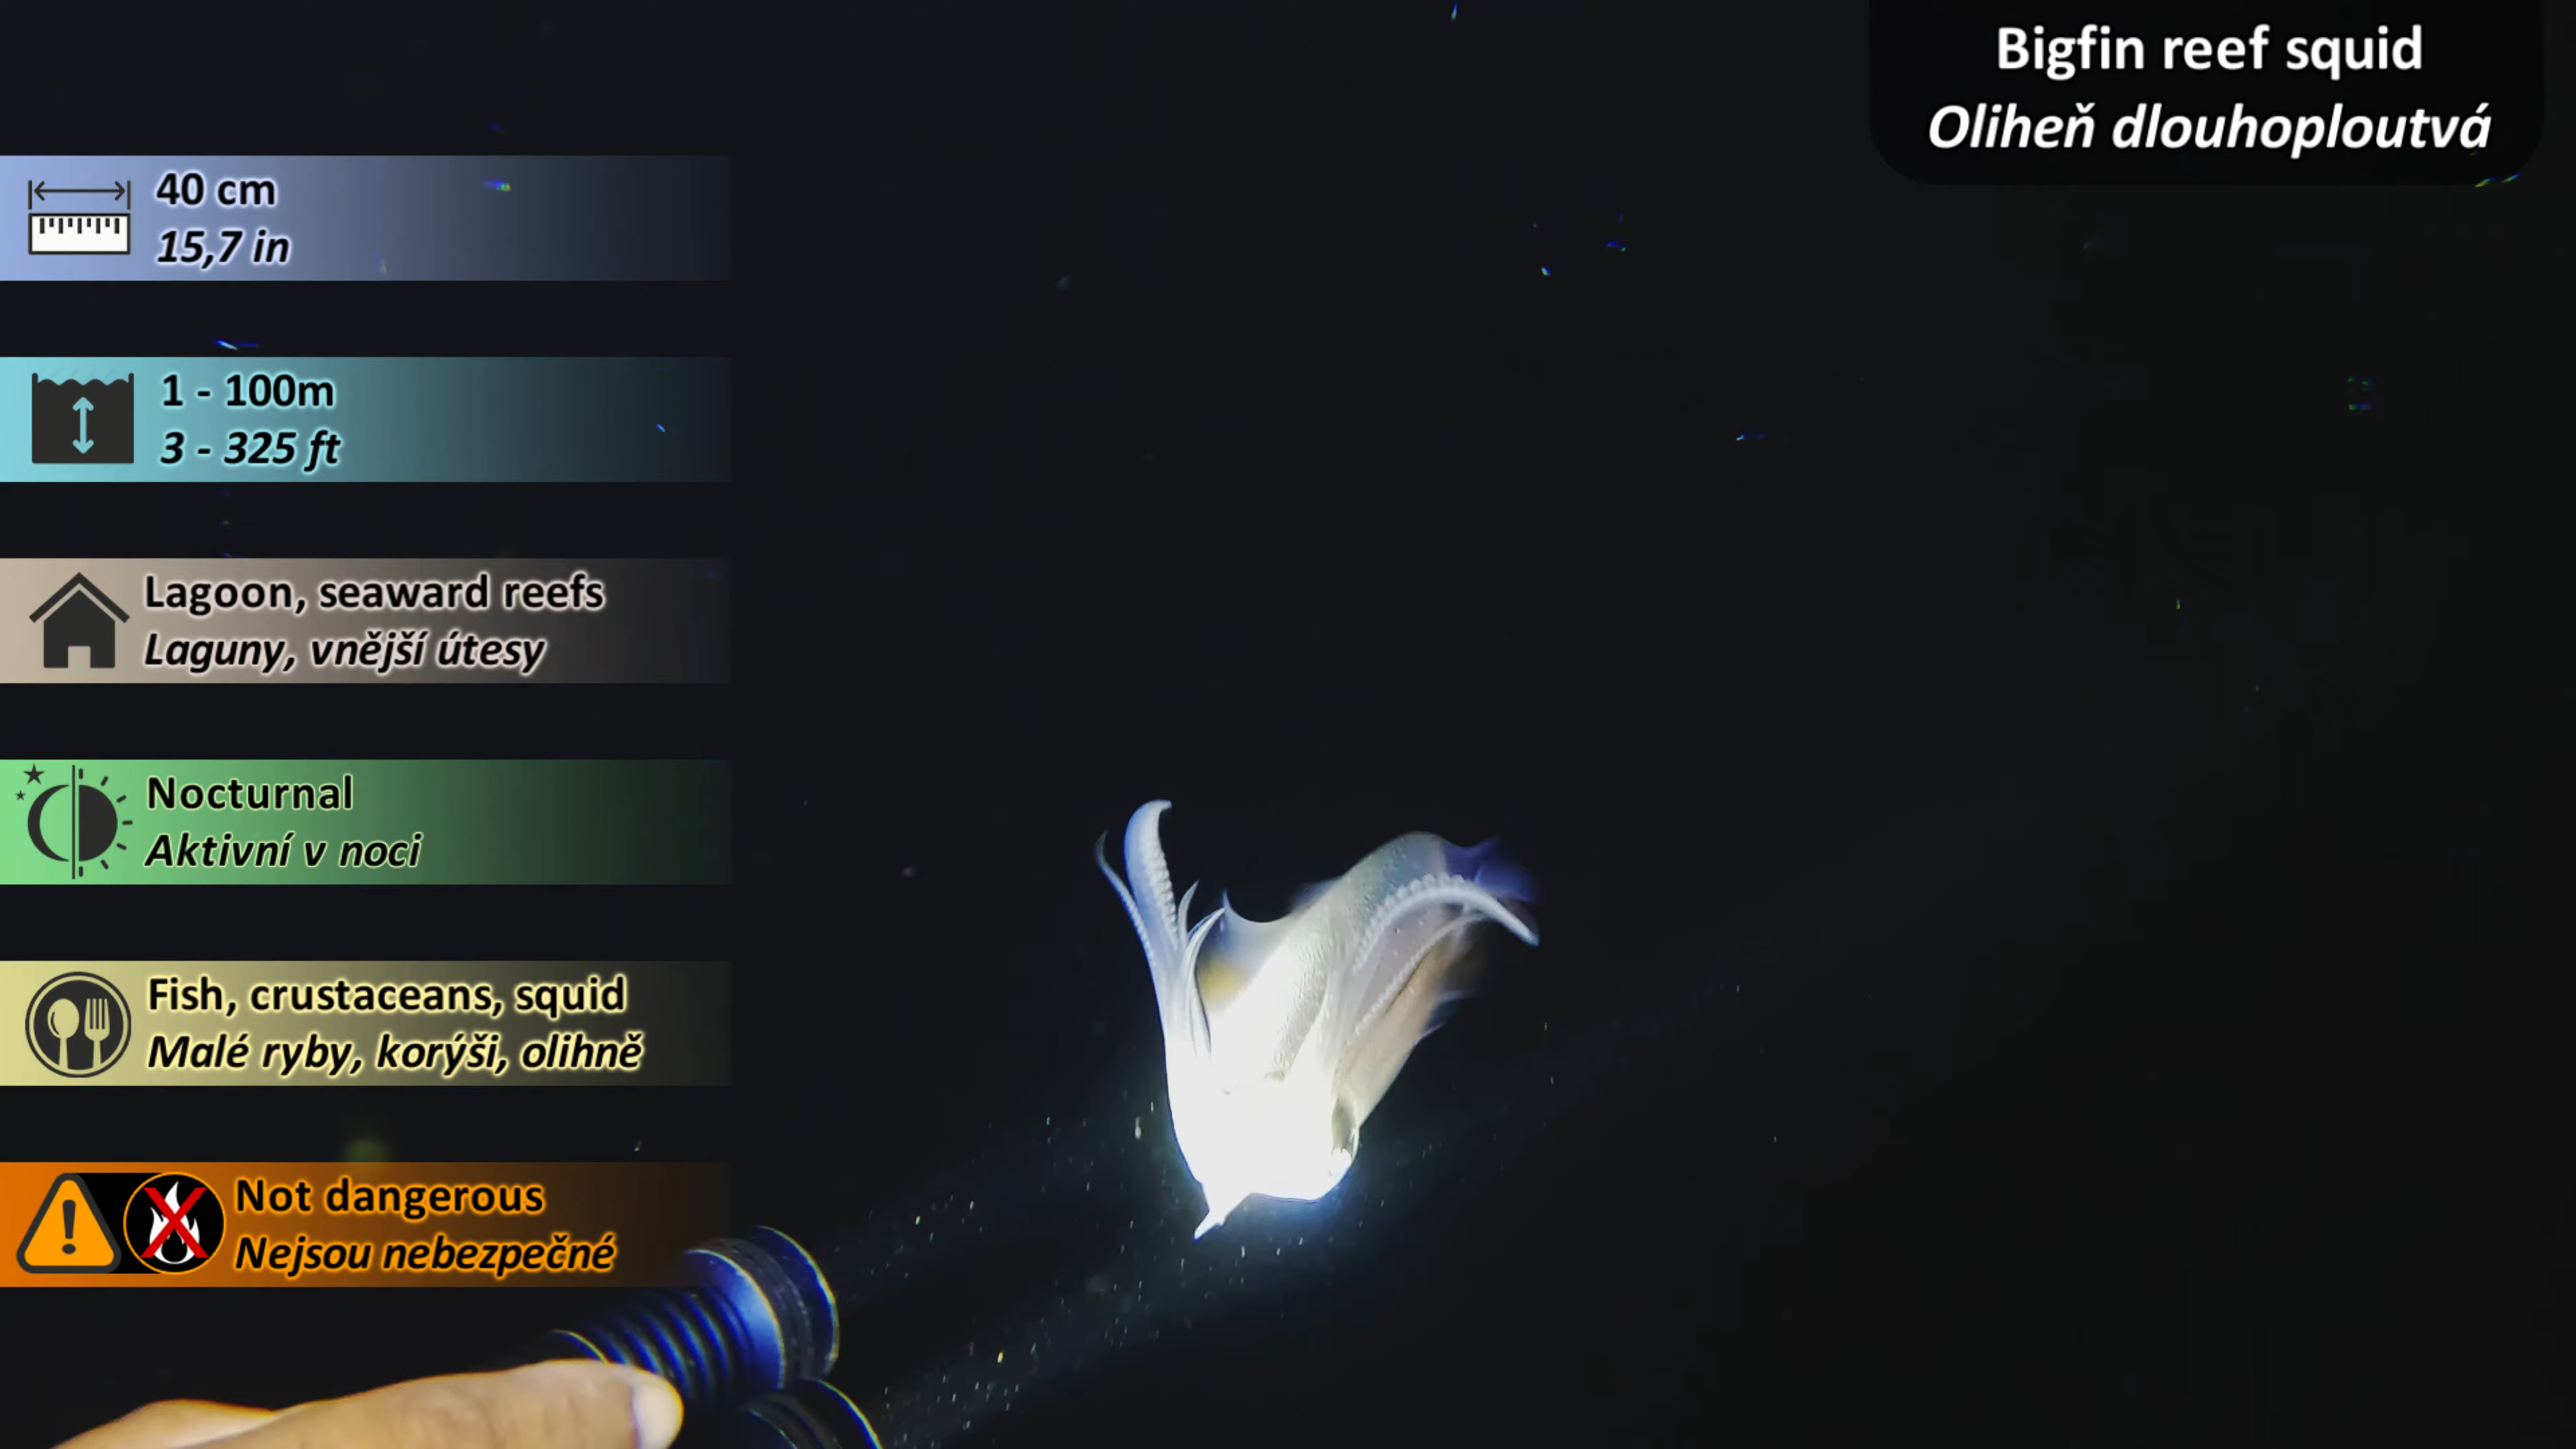 Bigfin reef squid
Oliheň dlouhoploutvá
40 cm
15,7 in
1 - 100m
3 - 325 ft
Lagoon, seaward reefs
Laguny, vnější útesy
Nocturnal
Aktivní v noci
Fish, crustaceans, squid
Malé ryby, korýši, olihně
Not dangerous
Nejsou nebezpečné